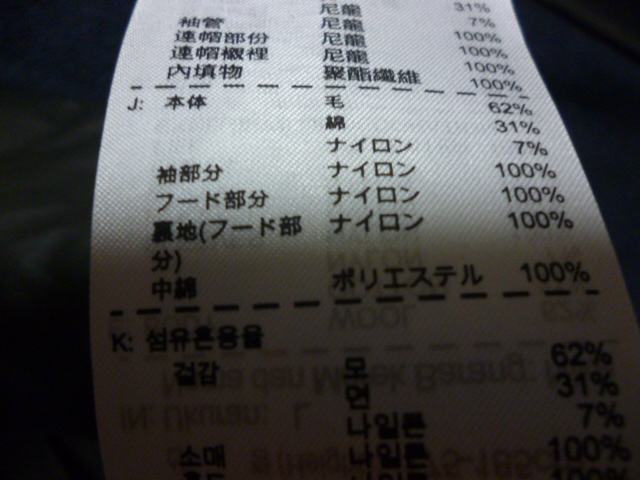 尼龍 31%
袖管 尼龍 7%
連帽部份 尼龍 100%
連帽襯裡 尼龍 100%
內填物 聚酯纖維 100%
100%
J: 本体 毛 62%
綿 31%
ナイロン 7%
袖部分 ナイロン 100%
フード部分 ナイロン 100%
裏地(フード部 ナイロン 100%
分)
中綿 ポリエステル 100%
K: 섬유혼용율
겉감 모 62%
면 31%
나일론 7%
소매 나일론 100%
100%